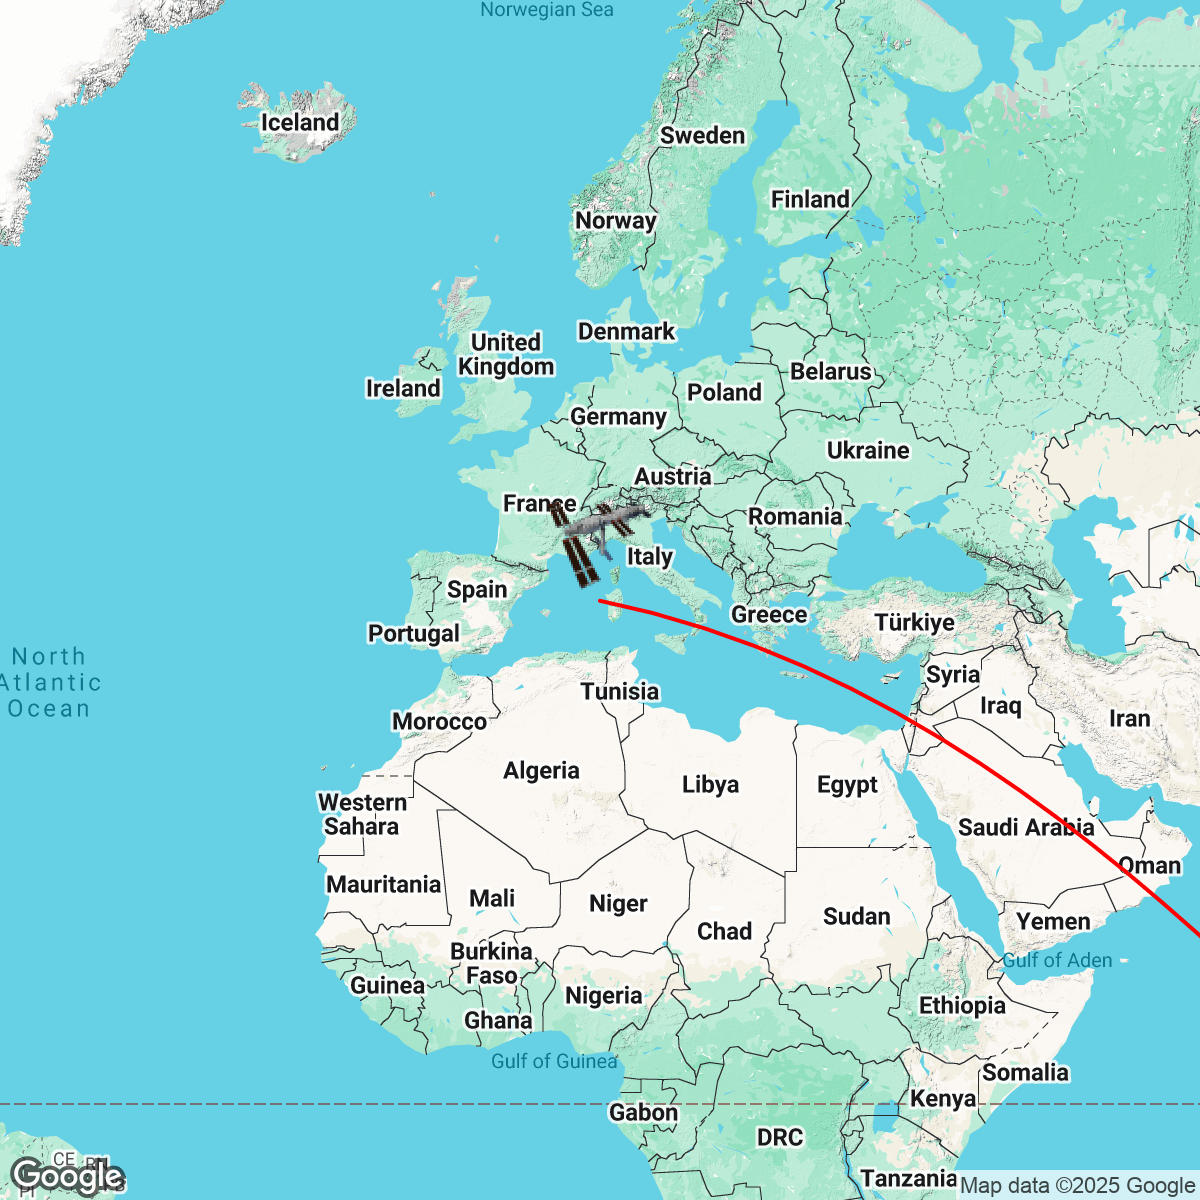 Norwegian Sea
Iceland
Sweden
Finland
Norway
Denmark
United
Kingdom
Ireland
Belarus
Poland
Germany
Ukraine
Austria
France
Romania
Italy
Spain
Greece
Türkiye
Portugal
North
Atlantic
Ocean
Syria
Tunisia
Iraq
Iran
Morocco
Algeria
Libya
Egypt
Western
Sahara
Saudi Arabia
Oman
Mauritania
Mali
Niger
Sudan
Yemen
Chad
Burkina
Faso
Gulf of Aden
Guinea
Nigeria
Ethiopia
Ghana
Gulf of Guinea
Somalia
Kenya
Gabon
DRC
CE
Tanzania
Google
Map data ©2025 Google